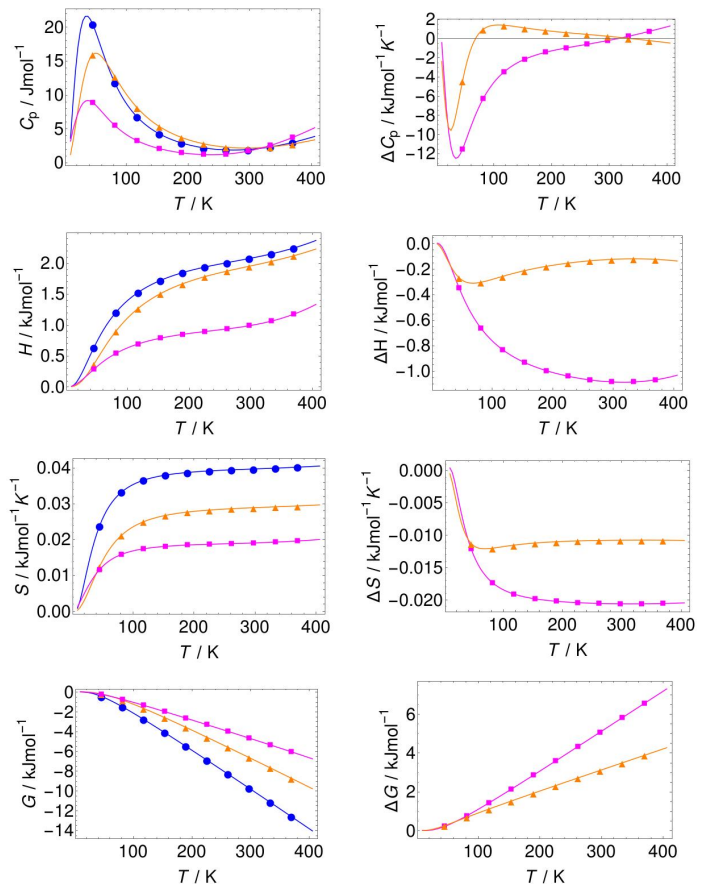 20
15
10
5
0
C_p / Jmol⁻¹
100 200 300 400
T / K
2
0
−2
−4
−6
−8
−10
−12
ΔC_p / kJmol⁻¹K⁻¹
0 100 200 300 400
T / K
2.0
1.5
1.0
0.5
0.0
H / kJmol⁻¹
100 200 300 400
T / K
0.0
−0.2
−0.4
−0.6
−0.8
−1.0
ΔH / kJmol⁻¹
0 100 200 300 400
T / K
0.04
0.03
0.02
0.01
0.00
S / kJmol⁻¹K⁻¹
100 200 300 400
T / K
0.000
−0.005
−0.010
−0.015
−0.020
ΔS / kJmol⁻¹K⁻¹
100 200 300 400
T / K
0
−2
−4
−6
−8
−10
−12
−14
G / kJmol⁻¹
100 200 300 400
T / K
6
4
2
0
ΔG / kJmol⁻¹
100 200 300 400
T / K